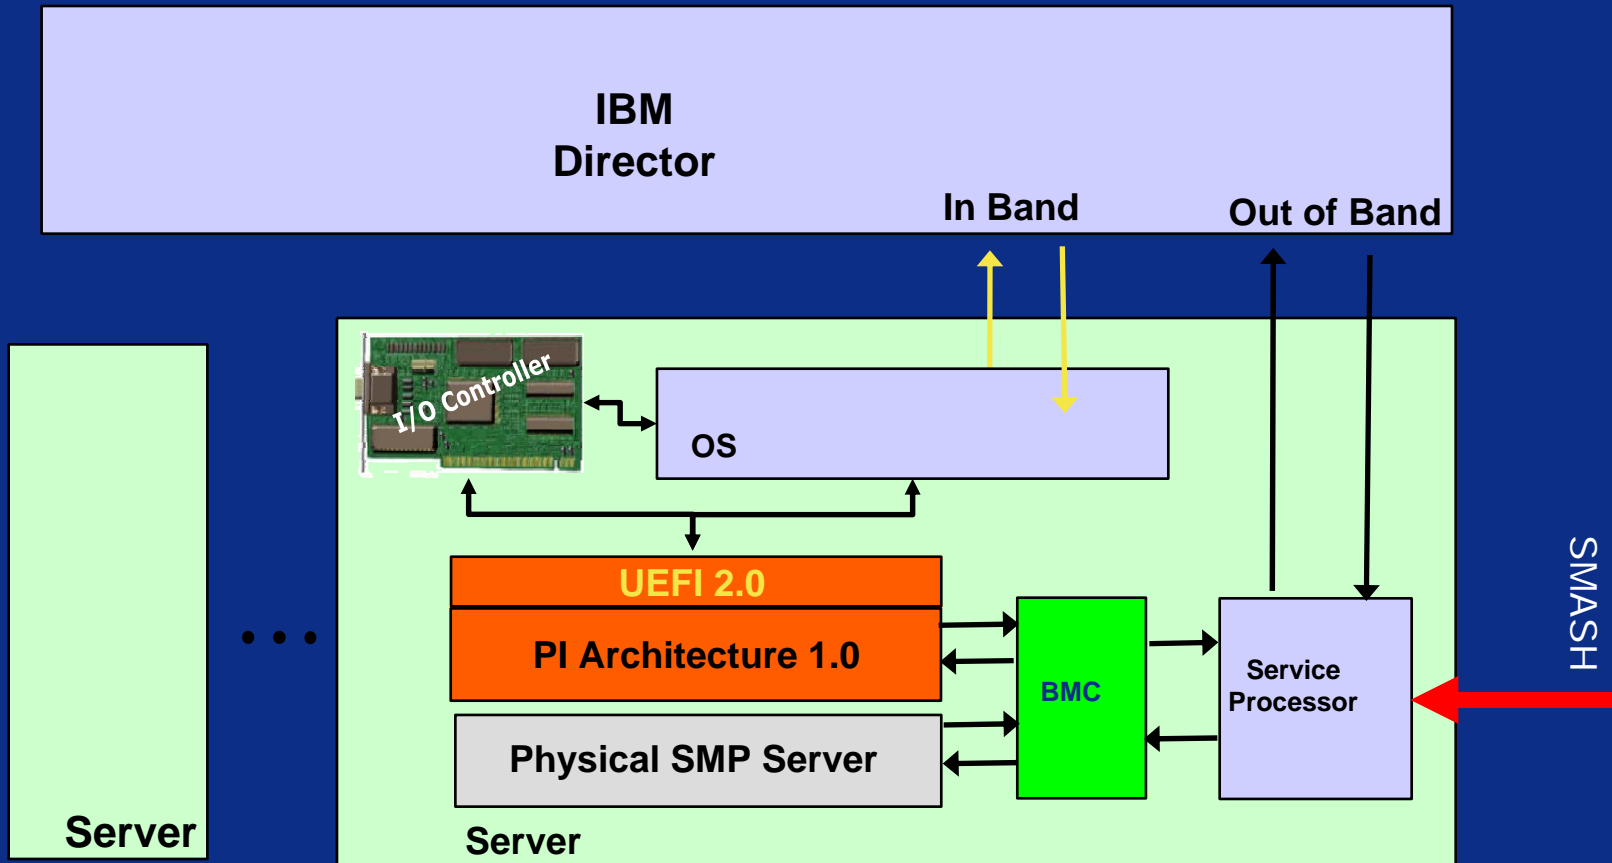 IBM
Director
In Band
Out of Band
I/O Controller
OS
UEFI 2.0
PI Architecture 1.0
BMC
Service
Processor
SMASH
Physical SMP Server
Server
Server